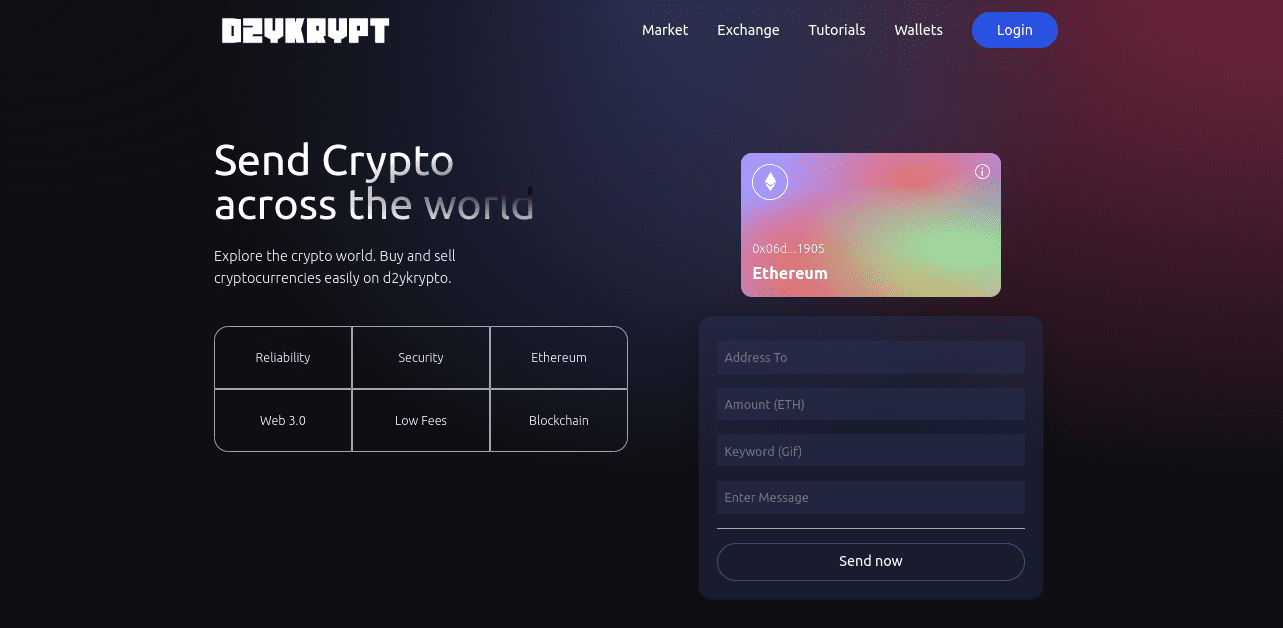 D2YKRYPT
Market
Exchange
Tutorials
Wallets
Login
Send Crypto
across the world
Explore the crypto world. Buy and sell
cryptocurrencies easily on d2ykrypto.
Reliability
Security
Ethereum
Web 3.0
Low Fees
Blockchain
0x06d...1905
Ethereum
Address To
Amount (ETH)
Keyword (Gif)
Enter Message
Send now